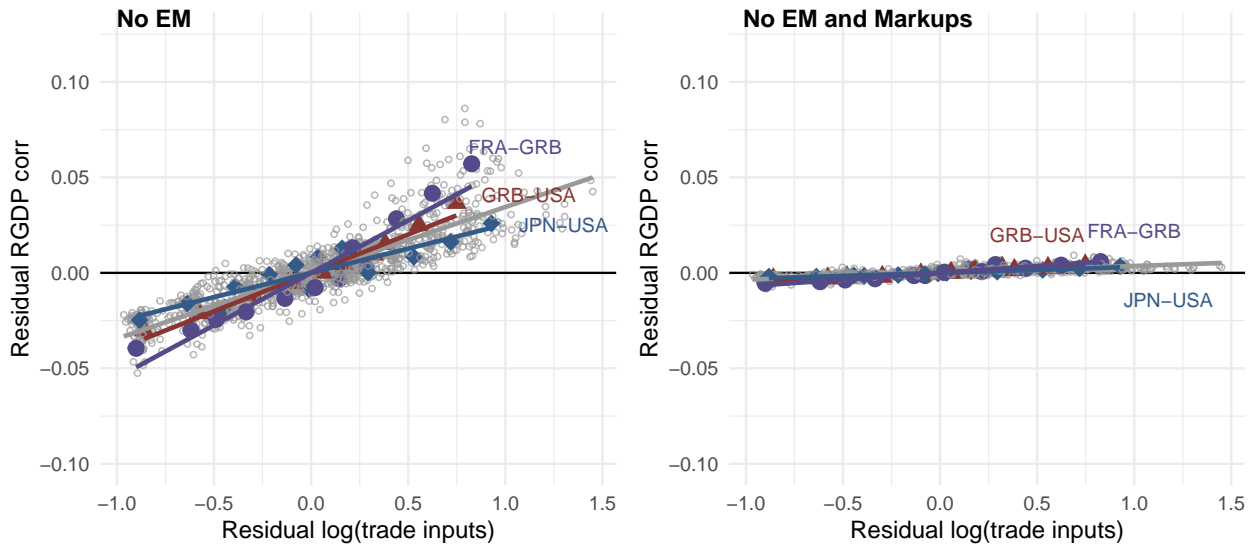 No EM
0.10
0.05
0.00
−0.05
−0.10
Residual RGDP corr
FRA−GRB
GRB−USA
JPN−USA
−1.0 −0.5 0.0 0.5 1.0 1.5
Residual log(trade inputs)
No EM and Markups
0.10
0.05
0.00
−0.05
−0.10
Residual RGDP corr
GRB−USA FRA−GRB
JPN−USA
−1.0 −0.5 0.0 0.5 1.0 1.5
Residual log(trade inputs)